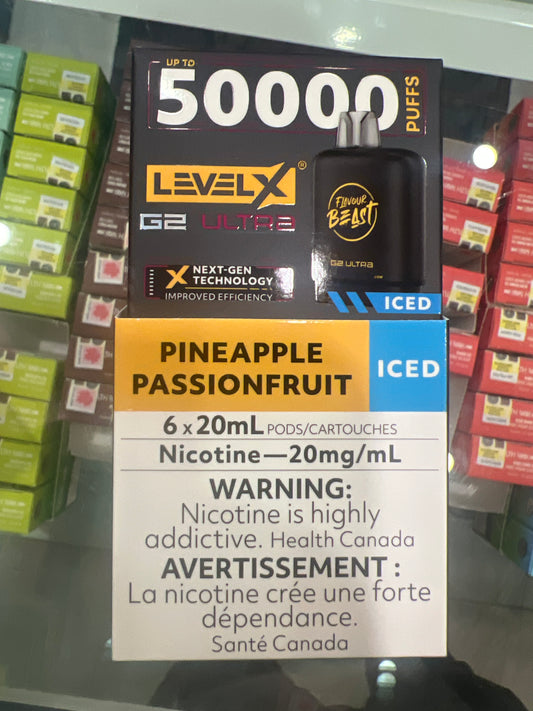 UP TO
50000
PUFFS
LEVELX®
G2 ULTRA
FLAVOUR
BEAST
G2 ULTRA
X NEXT-GEN
TECHNOLOGY
IMPROVED EFFICIENCY
ICED
PINEAPPLE
PASSIONFRUIT
ICED
6 x 20mL PODS/CARTOUCHES
Nicotine—20mg/mL
WARNING:
Nicotine is highly
addictive. Health Canada
AVERTISSEMENT :
La nicotine crée une forte
dépendance.
Santé Canada